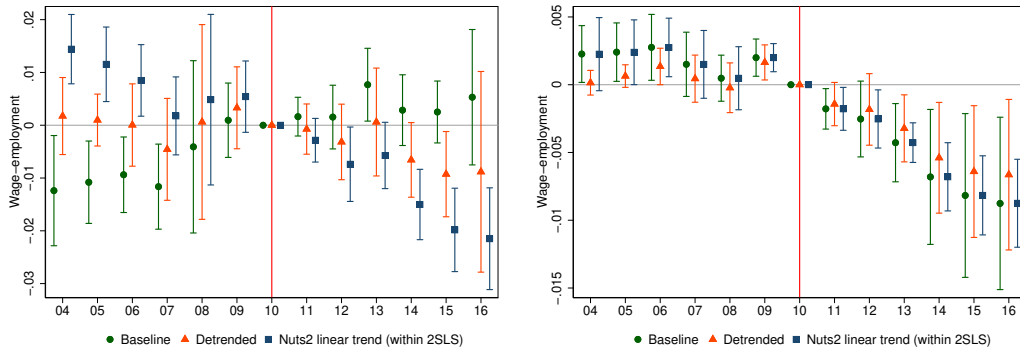 .02
.01
0
-.01
-.02
-.03
Wage-employment
04 05 06 07 08 09 10 11 12 13 14 15 16
Baseline Detrended Nuts2 linear trend (within 2SLS)
.005
0
-.005
-.01
-.015
Wage-employment
04 05 06 07 08 09 10 11 12 13 14 15 16
Baseline Detrended Nuts2 linear trend (within 2SLS)